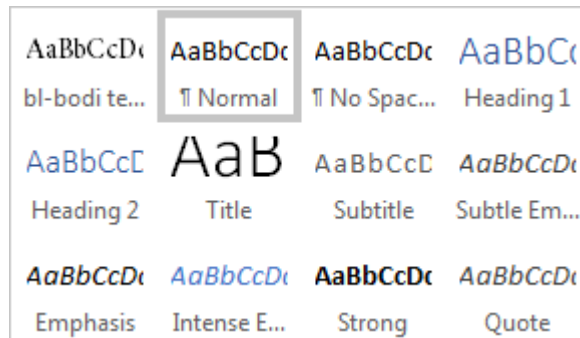 AaBbCcDc AaBbCcDc AaBbCcDc AaBbCc
bl-bodi te... ¶ Normal ¶ No Spac... Heading 1
AaBbCcD AaB AaBbCcD AaBbCcDc
Heading 2 Title Subtitle Subtle Em...
AaBbCcDc AaBbCcDc AaBbCcDc AaBbCcDc
Emphasis Intense E... Strong Quote